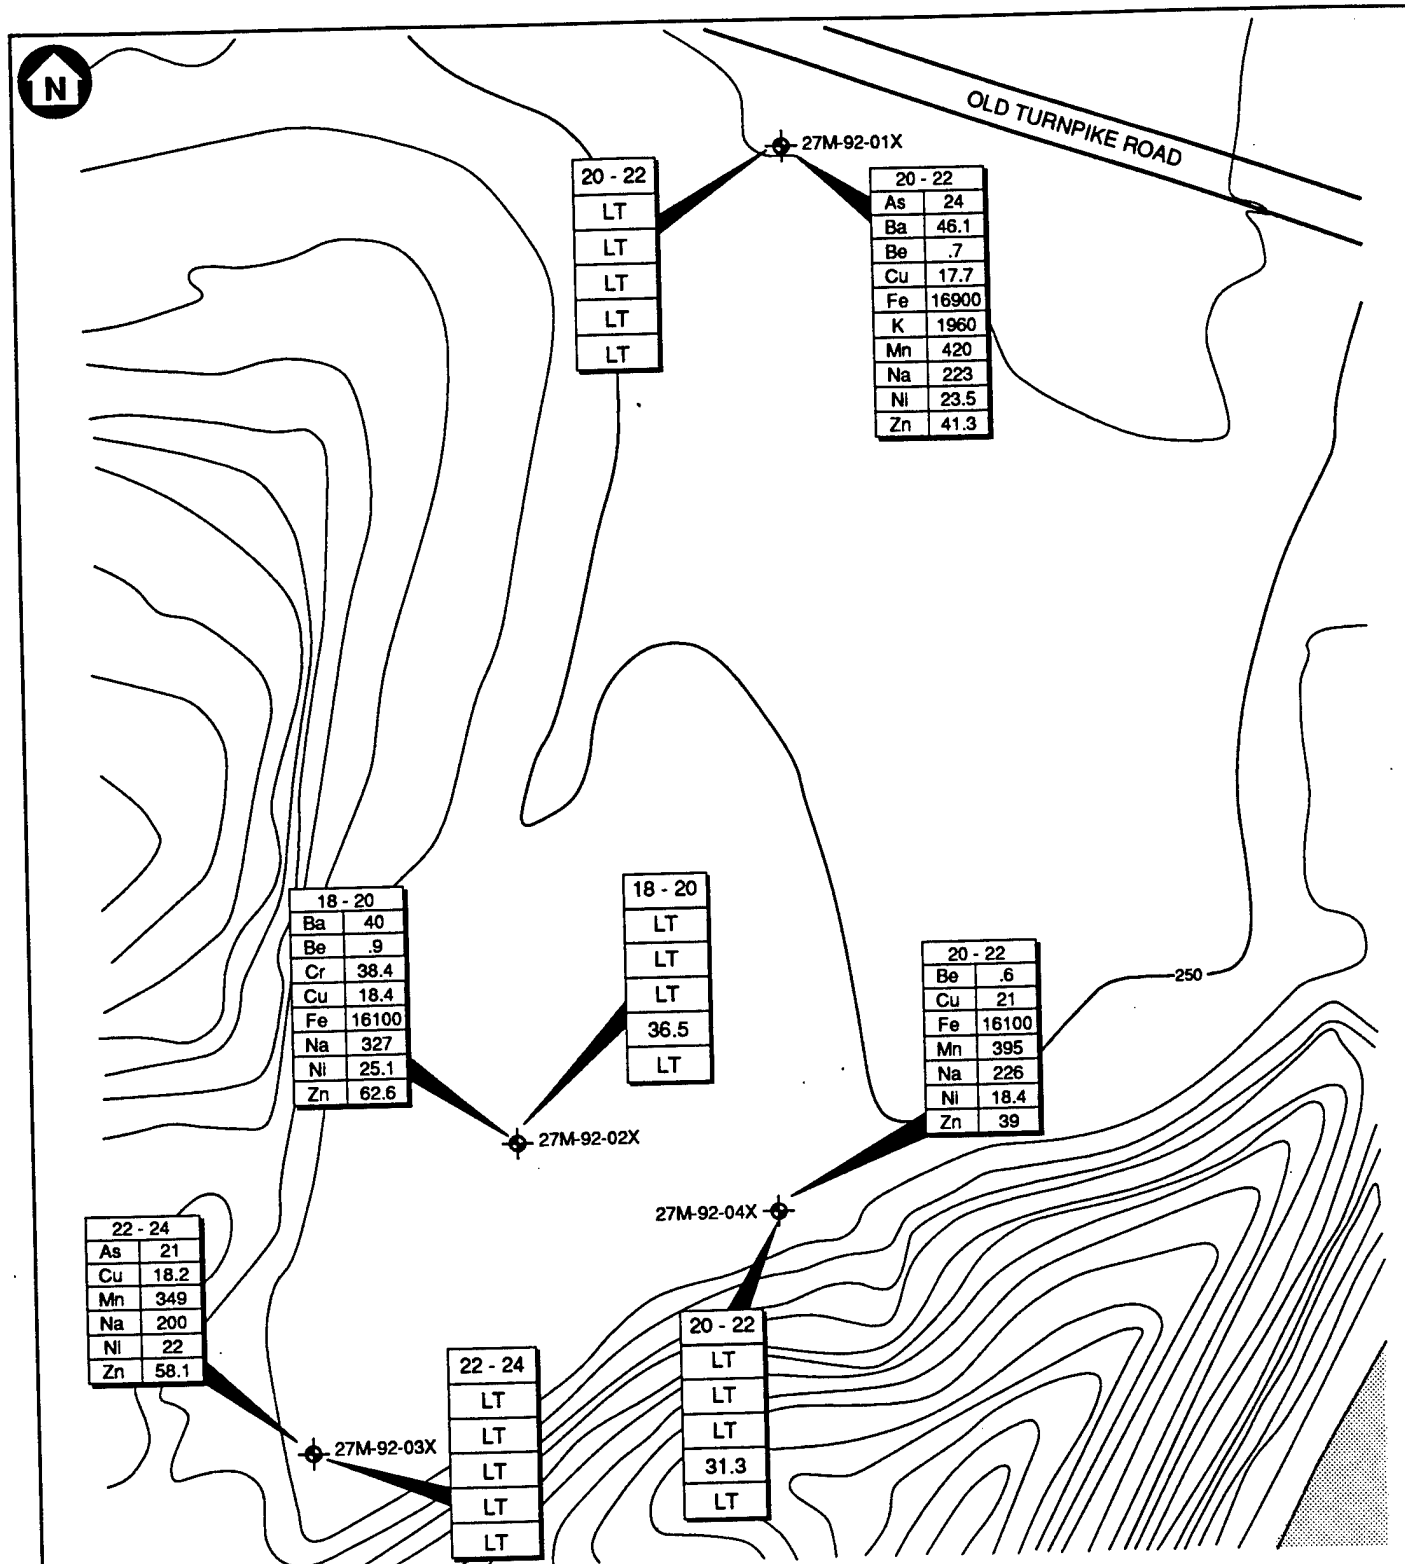 N
OLD TURNPIKE ROAD
27M-92-01X
20 - 22
LT
LT
LT
LT
LT
20 - 22
As 24
Ba 46.1
Be .7
Cu 17.7
Fe 16900
K 1960
Mn 420
Na 223
Ni 23.5
Zn 41.3
18 - 20
Ba 40
Be .9
Cr 38.4
Cu 18.4
Fe 16100
Na 327
Ni 25.1
Zn 62.6
18 - 20
LT
LT
LT
36.5
LT
27M-92-02X
20 - 22
Be .6
Cu 21
Fe 16100
Mn 395
Na 226
Ni 18.4
Zn 39
250
27M-92-04X
20 - 22
LT
LT
LT
31.3
LT
22 - 24
As 21
Cu 18.2
Mn 349
Na 200
Ni 22
Zn 58.1
27M-92-03X
22 - 24
LT
LT
LT
LT
LT